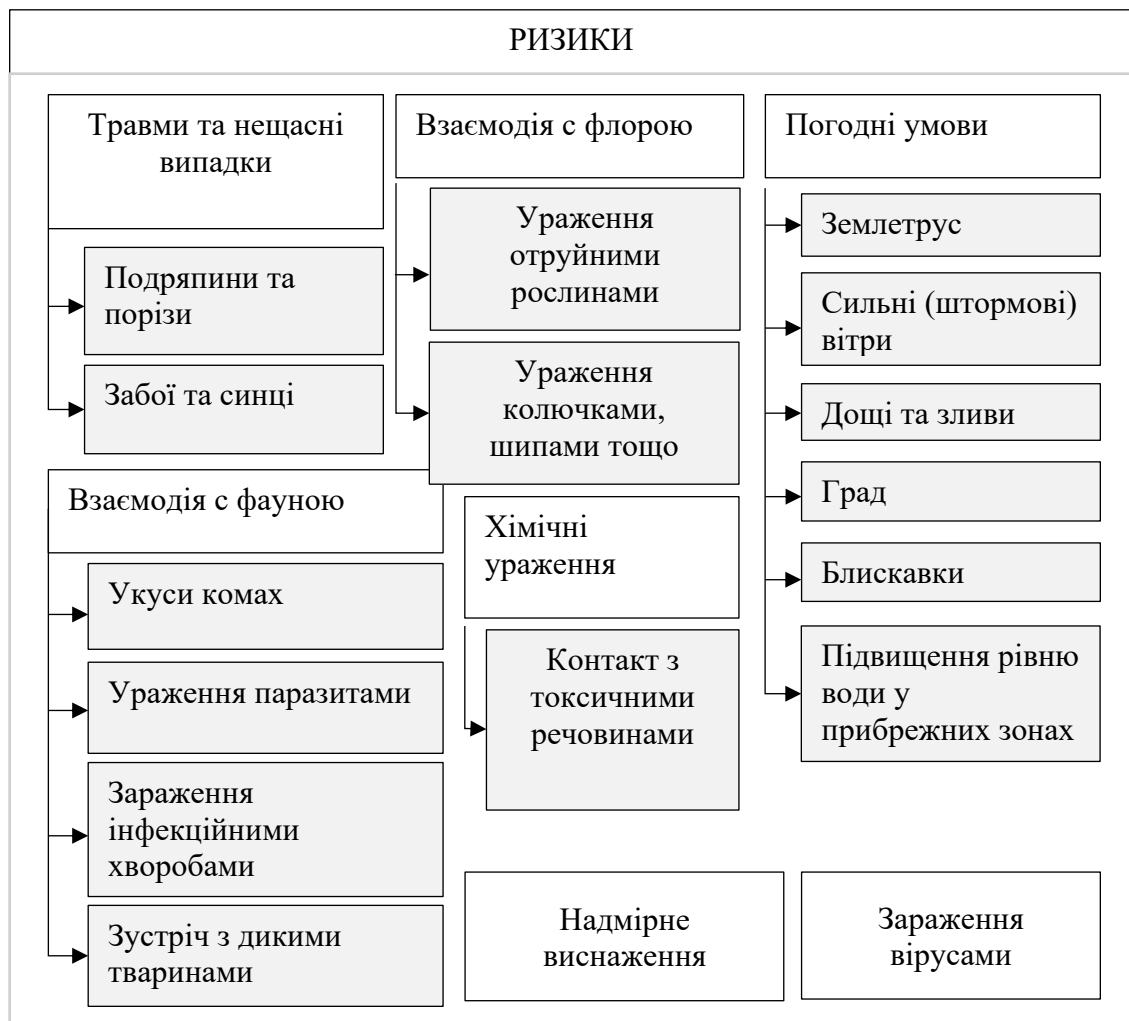 РИЗИКИ
Травми та нещасні
випадки
Подряпини та
порізи
Забої та синці
Взаємодія с фауною
Укуси комах
Ураження паразитами
Зараження
інфекційними
хворобами
Зустріч з дикими
тваринами
Взаємодія с флорою
Ураження
отруйними
рослинами
Ураження
колючками,
шипами тощо
Хімічні
ураження
Контакт з
токсичними
речовинами
Надмірне
виснаження
Погодні умови
Землетрус
Сильні (штормові)
вітри
Дощі та зливи
Град
Блискавки
Підвищення рівню
води у
прибрежних зонах
Зараження
вірусами